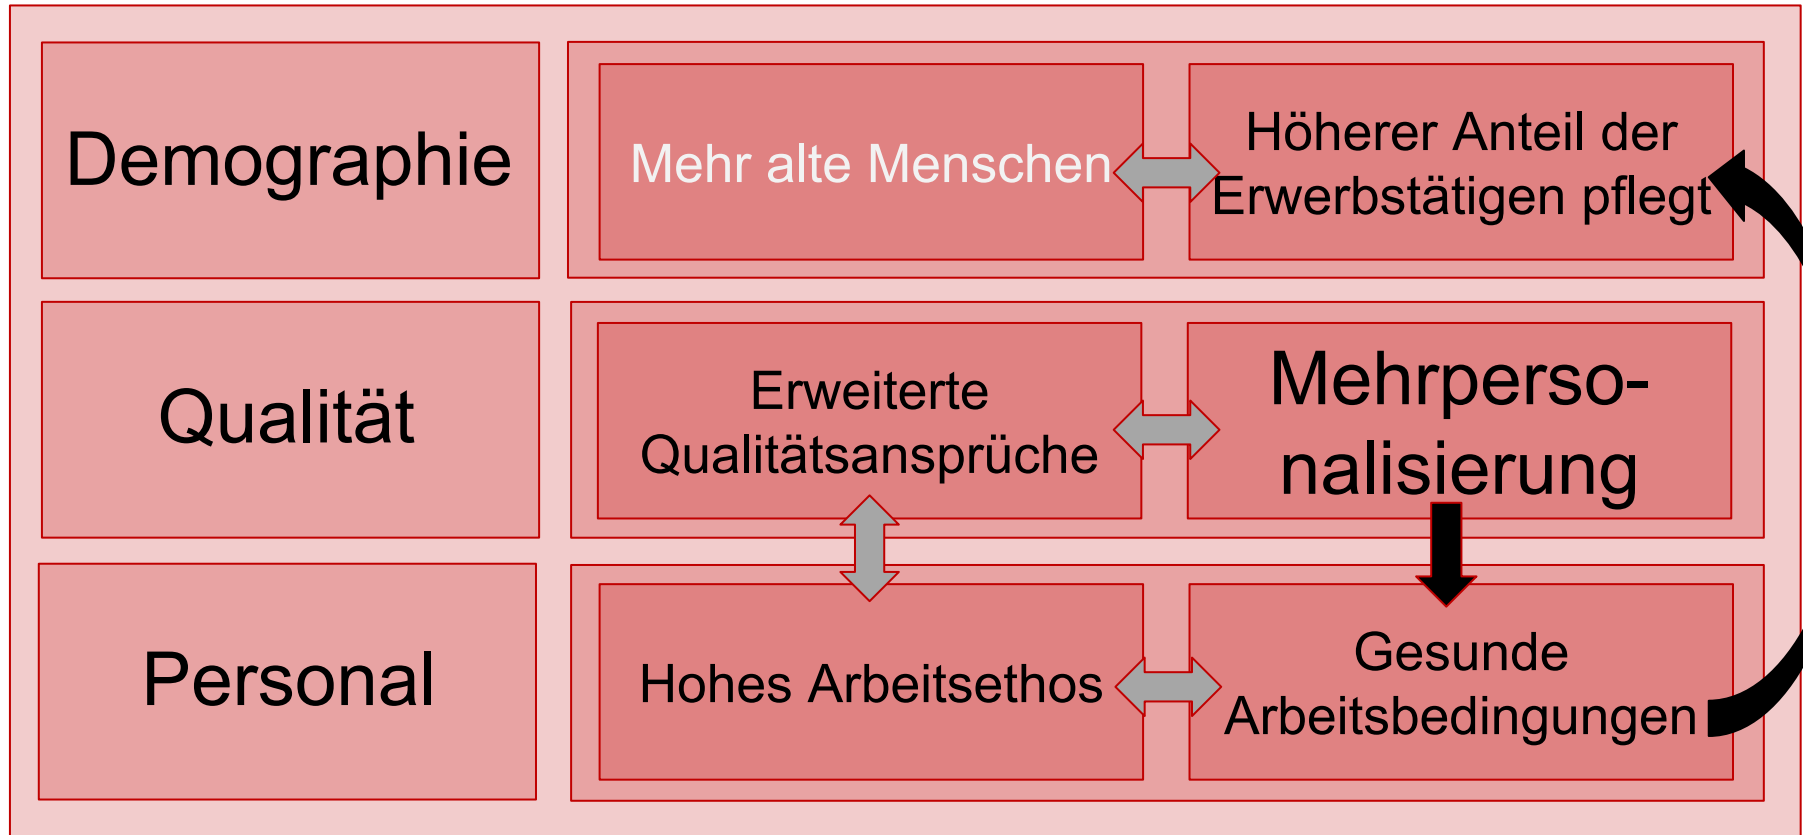 Demographie
Mehr alte Menschen
Höherer Anteil der
Erwerbstätigen pflegt
Qualität
Erweiterte
Qualitätsansprüche
Mehrperso-
nalisierung
Personal
Hohes Arbeitsethos
Gesunde
Arbeitsbedingungen